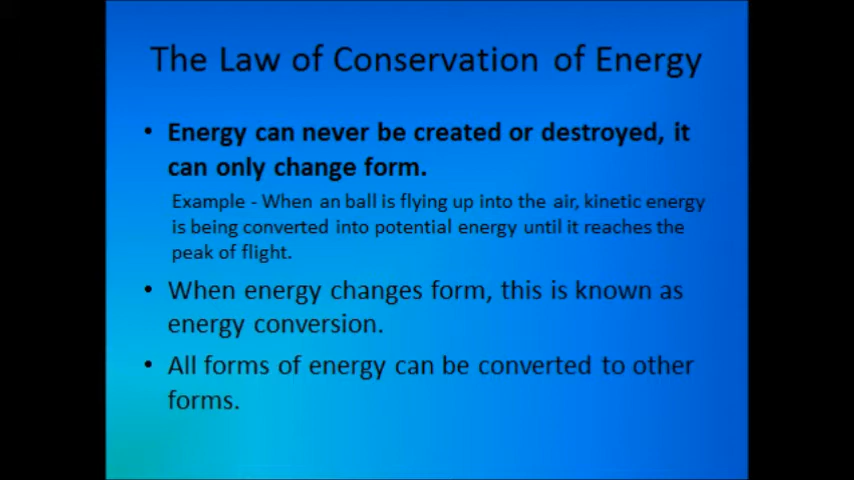 The Law of Conservation of Energy
• Energy can never be created or destroyed, it
can only change form.
Example - When an ball is flying up into the air, kinetic energy
is being converted into potential energy until it reaches the
peak of flight.
• When energy changes form, this is known as
energy conversion.
• All forms of energy can be converted to other
forms.